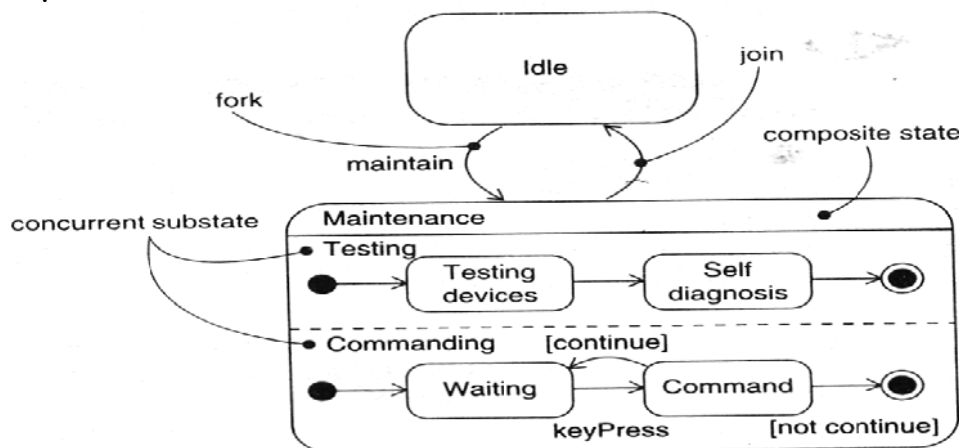 Idle
join
fork
maintain
composite state
Maintenance
concurrent substate
Testing
Testing
devices
Self
diagnosis
Commanding
[continue]
Waiting
Command
keyPress
[not continue]